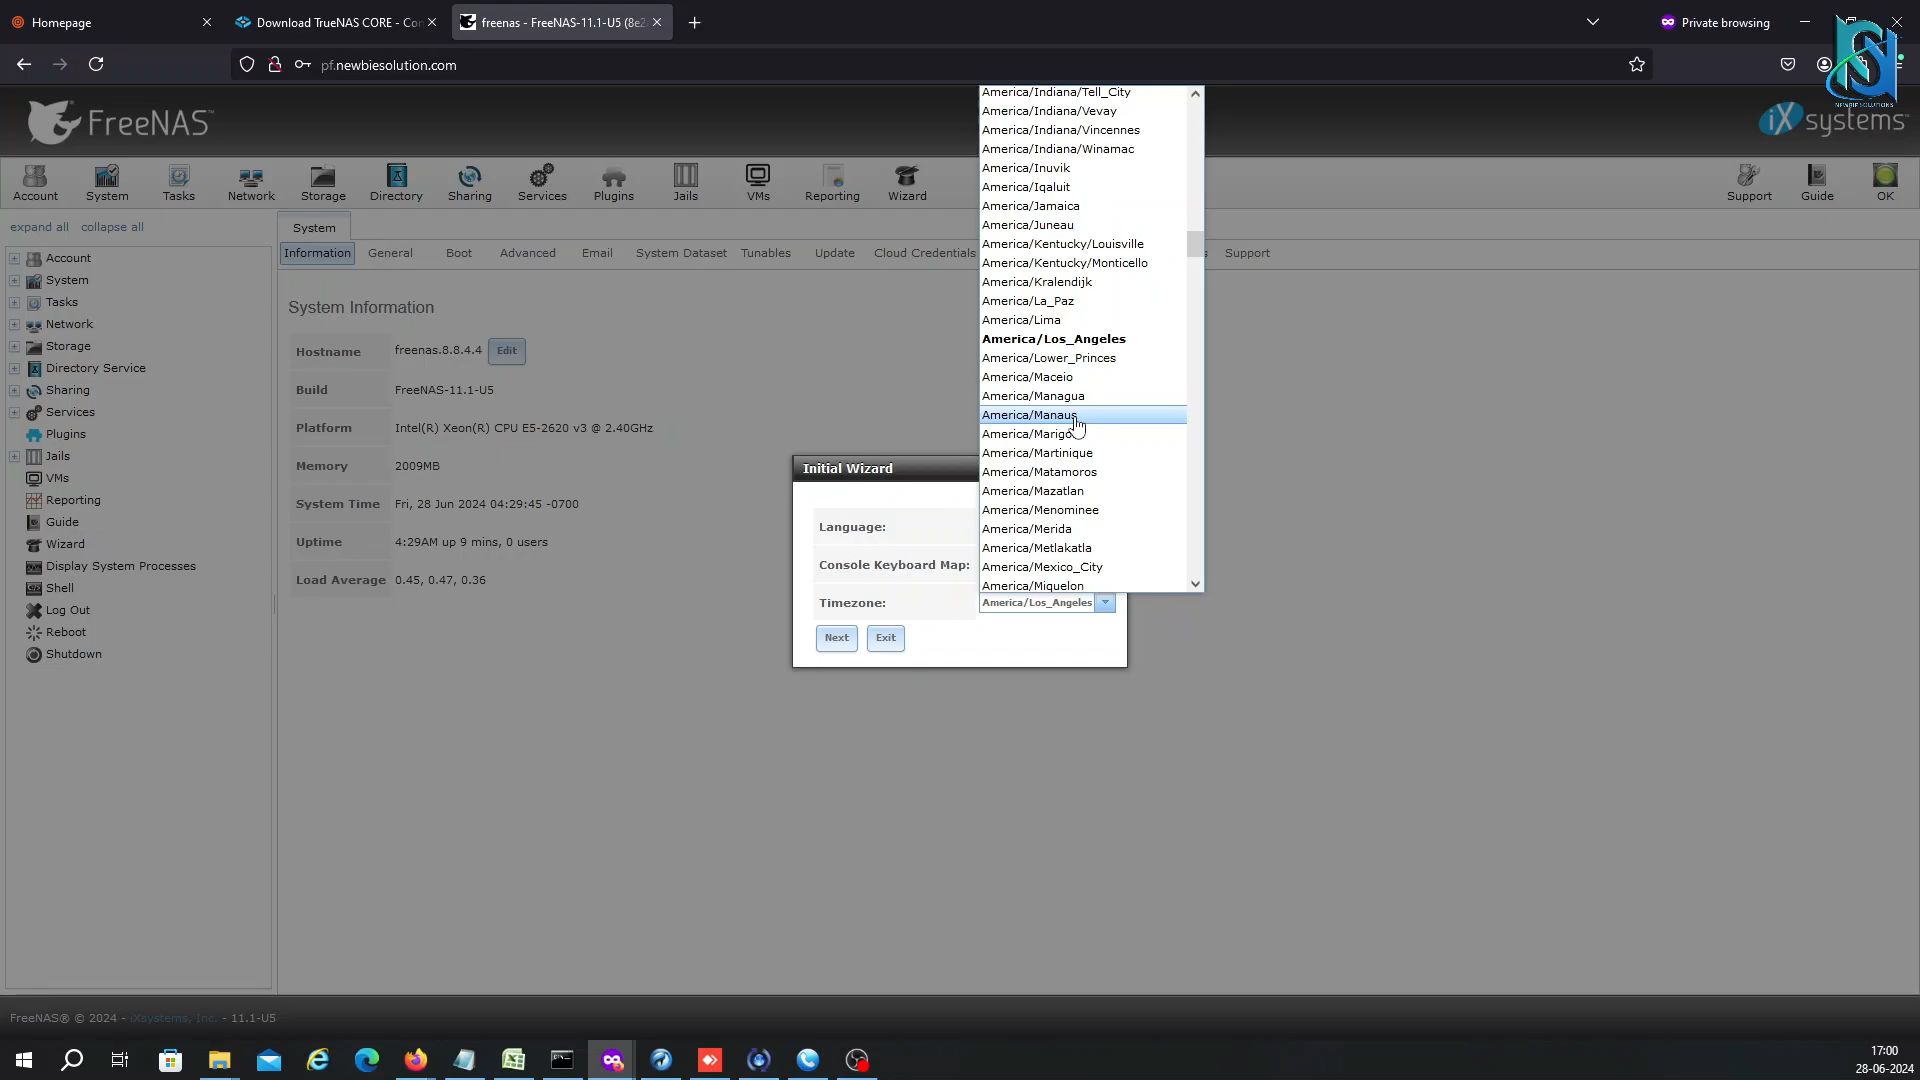 Homepage
Download TrueNAS CORE - Cor
freenas - FreeNAS-11.1-U5 (8e2
Private browsing
pf.newbiesolution.com
NEWBIE SOLUTIONS
FreeNAS
iXsystems
Account
System
Tasks
Network
Storage
Directory
Sharing
Services
Plugins
Jails
VMs
Reporting
Wizard
Support
Guide
OK
expand all
collapse all
System
Information
General
Boot
Advanced
Email
System Dataset
Tunables
Update
Cloud Credentials
Support
Account
System
Tasks
Network
Storage
Directory Service
Sharing
Services
Plugins
Jails
VMs
Reporting
Guide
Wizard
Display System Processes
Shell
Log Out
Reboot
Shutdown
System Information
Hostname freenas.8.8.4.4 Edit
Build FreeNAS-11.1-U5
Platform Intel(R) Xeon(R) CPU E5-2620 v3 @ 2.40GHz
Memory 2009MB
System Time Fri, 28 Jun 2024 04:29:45 -0700
Uptime 4:29AM up 9 mins, 0 users
Load Average 0.45, 0.47, 0.36
America/Indiana/Tell_City
America/Indiana/Vevay
America/Indiana/Vincennes
America/Indiana/Winamac
America/Inuvik
America/Iqaluit
America/Jamaica
America/Juneau
America/Kentucky/Louisville
America/Kentucky/Monticello
America/Kralendijk
America/La_Paz
America/Lima
America/Los_Angeles
America/Lower_Princes
America/Maceio
America/Managua
America/Manaus
America/Marigo
America/Martinique
America/Matamoros
America/Mazatlan
America/Menominee
America/Merida
America/Metlakatla
America/Mexico_City
America/Miquelon
Initial Wizard
Language:
Console Keyboard Map:
Timezone: America/Los_Angeles
Next Exit
FreeNAS® © 2024 - iXsystems, Inc. - 11.1-U5
17:00
28-06-2024